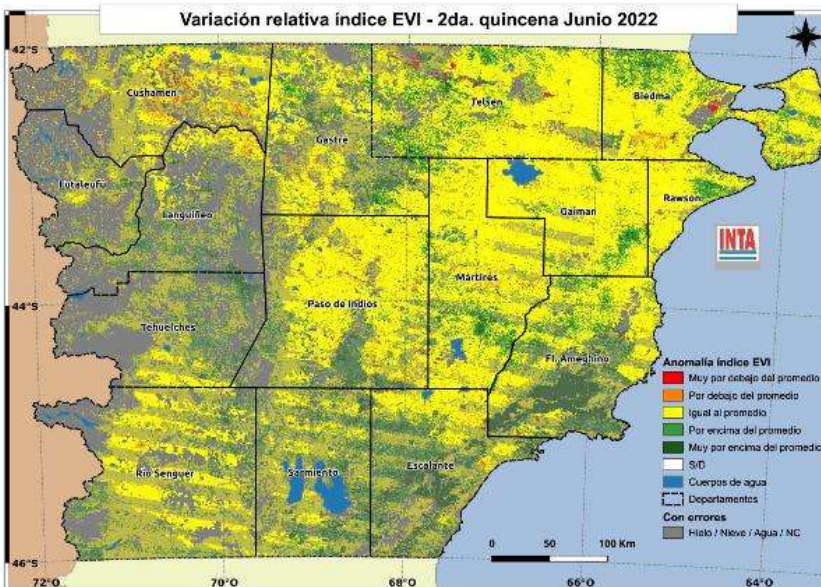 Variación relativa índice EVI - 2da. quincena Junio 2022
42°S
Cushamen
Telsen
Biedma
Gastre
Futaleufú
Languiñeo
Gaiman
Rawson
INTA
Mártires
44°S
Paso de Indios
Tehuelches
Fl. Ameghino
Anomalía índice EVI
Muy por debajo del promedio
Por debajo del promedio
Igual al promedio
Por encima del promedio
Muy por encima del promedio
S/D
Cuerpos de agua
Departamentos
Con errores
Hielo / Nieve / Agua / NC
Río Senguer
Sarmiento
Escalante
0 50 100 Km
46°S
72°O
70°O
68°O
66°O
64°O